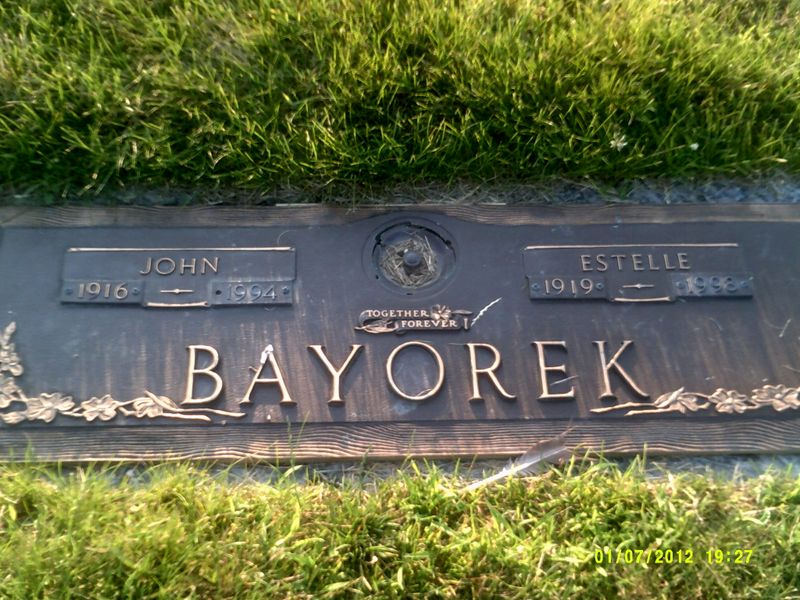 JOHN
1916 1994
ESTELLE
1919 1998
TOGETHER
FOREVER
BAYOREK
01/07/2012 19:27